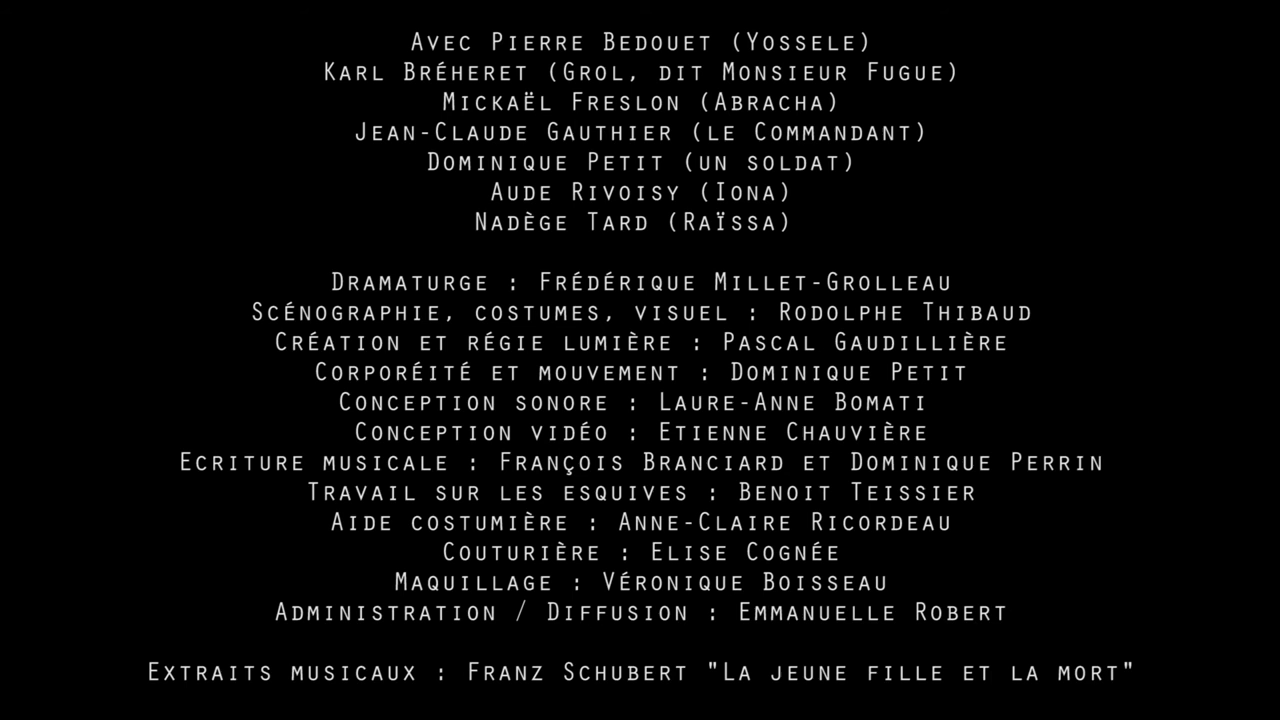 Avec Pierre Bedouet (Yossele)
Karl Bréheret (Grol, dit Monsieur Fugue)
Mickaël Freslon (Abracha)
Jean-Claude Gauthier (le Commandant)
Dominique Petit (un soldat)
Aude Rivoisy (Iona)
Nadège Tard (Raïssa)
Dramaturge : Frédérique Millet-Grolleau
Scénographie, costumes, visuel : Rodolphe Thibaud
Création et régie lumière : Pascal Gaudillière
Corporéité et mouvement : Dominique Petit
Conception sonore : Laure-Anne Bomati
Conception vidéo : Etienne Chauvière
Ecriture musicale : François Branciard et Dominique Perrin
Travail sur les esquives : Benoit Teissier
Aide costumière : Anne-Claire Ricordeau
Couturière : Elise Cognée
Maquillage : Véronique Boisseau
Administration / Diffusion : Emmanuelle Robert
Extraits musicaux : Franz Schubert "La jeune fille et la mort"